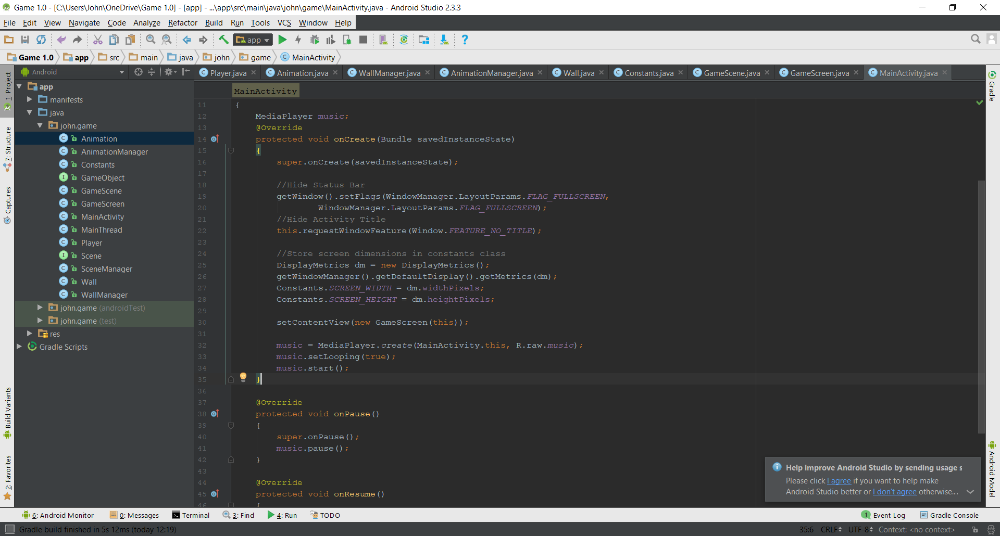 Game 1.0 - [C:\Users\John\OneDrive\Game 1.0] - [app] - ...\app\src\main\java\john\game\MainActivity.java - Android Studio 2.3.3
File Edit View Navigate Code Analyze Refactor Build Run Tools VCS Window Help
app
Game 1.0 app src main java john game MainActivity
Android
Player.java Animation.java WallManager.java AnimationManager.java Wall.java Constants.java GameScene.java GameScreen.java MainActivity.java
1: Project
7: Structure
Captures
Build Variants
2: Favorites
app
manifests
java
john.game
Animation
AnimationManager
Constants
GameObject
GameScene
GameScreen
MainActivity
MainThread
Player
Scene
SceneManager
Wall
WallManager
john.game (androidTest)
john.game (test)
res
Gradle Scripts
MainActivity
11 {
12 MediaPlayer music;
13 @Override
14 protected void onCreate(Bundle savedInstanceState)
15 {
16 super.onCreate(savedInstanceState);
17
18 //Hide Status Bar
19 getWindow().setFlags(WindowManager.LayoutParams.FLAG_FULLSCREEN,
20 WindowManager.LayoutParams.FLAG_FULLSCREEN);
21 //Hide Activity Title
22 this.requestWindowFeature(Window.FEATURE_NO_TITLE);
23
24 //Store screen dimensions in constants class
25 DisplayMetrics dm = new DisplayMetrics();
26 getWindowManager().getDefaultDisplay().getMetrics(dm);
27 Constants.SCREEN_WIDTH = dm.widthPixels;
28 Constants.SCREEN_HEIGHT = dm.heightPixels;
29
30 setContentView(new GameScreen(this));
31
32 music = MediaPlayer.create(MainActivity.this, R.raw.music);
33 music.setLooping(true);
34 music.start();
35 }
36
37 @Override
38 protected void onPause()
39 {
40 super.onPause();
41 music.pause();
42 }
43
44 @Override
45 protected void onResume()
46 {
Gradle
Android Model
Help improve Android Studio by sending usage s
Please click I agree if you want to help make
Android Studio better or I don't agree otherwise....
6: Android Monitor 0: Messages Terminal 3: Find 4: Run TODO 1 Event Log Gradle Console
Gradle build finished in 5s 12ms (today 12:19) 35:6 CRLF UTF-8 Context: <no context>